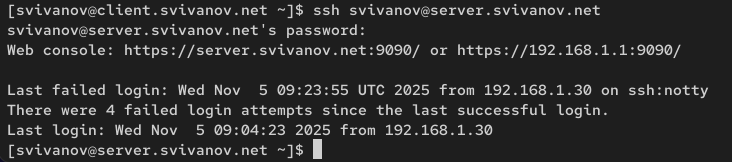 [svivanov@client.svivanov.net ~]$ ssh svivanov@server.svivanov.net
svivanov@server.svivanov.net's password:
Web console: https://server.svivanov.net:9090/ or https://192.168.1.1:9090/

Last failed login: Wed Nov  5 09:23:55 UTC 2025 from 192.168.1.30 on ssh:notty
There were 4 failed login attempts since the last successful login.
Last login: Wed Nov  5 09:04:23 2025 from 192.168.1.30
[svivanov@server.svivanov.net ~]$